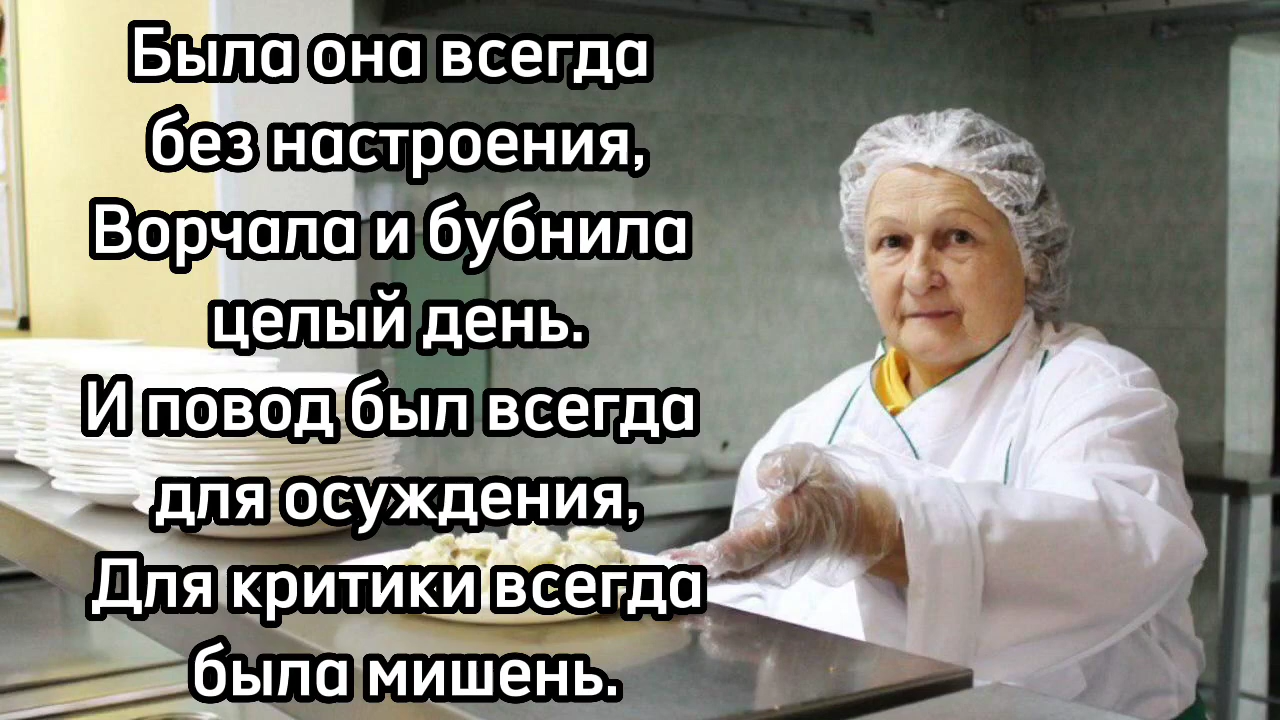 Была она всегда
без настроения,
Ворчала и бубнила
целый день.
И повод был всегда
для осуждения,
Для критики всегда
была мишень.